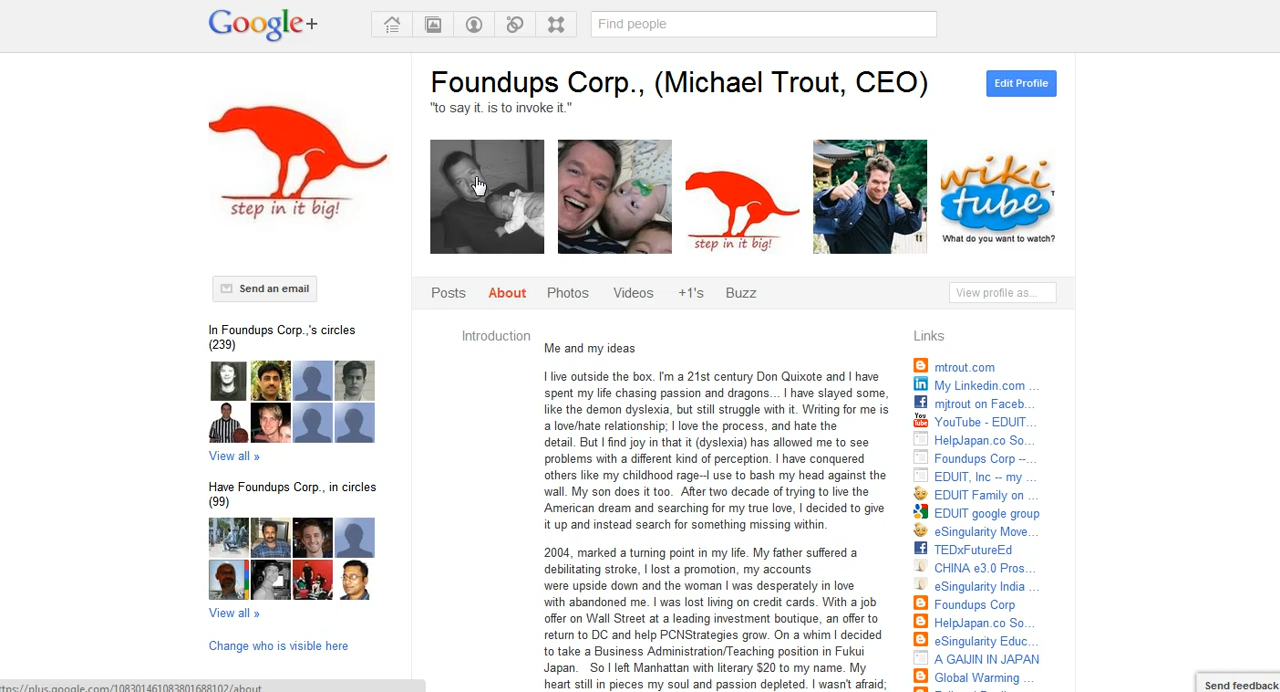 Google+
Find people
Foundups Corp., (Michael Trout, CEO)
Edit Profile
"to say it. is to invoke it."
step in it big!
step in it big!
wiki
tube
What do you want to watch?
Send an email
Posts About Photos Videos +1's Buzz
View profile as...
In Foundups Corp.,'s circles
(239)
View all »
Have Foundups Corp., in circles
(99)
View all »
Change who is visible here
Introduction
Me and my ideas
I live outside the box. I'm a 21st century Don Quixote and I have
spent my life chasing passion and dragons... I have slayed some,
like the demon dyslexia, but still struggle with it. Writing for me is
a love/hate relationship; I love the process, and hate the
detail. But I find joy in that it (dyslexia) has allowed me to see
problems with a different kind of perception. I have conquered
others like my childhood rage--I use to bash my head against the
wall. My son does it too. After two decade of trying to live the
American dream and searching for my true love, I decided to give
it up and instead search for something missing within.
2004, marked a turning point in my life. My father suffered a
debilitating stroke, I lost a promotion, my accounts
were upside down and the woman I was desperately in love
with abandoned me. I was lost living on credit cards. With a job
offer on Wall Street at a leading investment boutique, an offer to
return to DC and help PCNStrategies grow. On a whim I decided
to take a Business Administration/Teaching position in Fukui
Japan. So I left Manhattan with literary $20 to my name. My
heart still in pieces my soul and passion depleted. I wasn't afraid;
Links
mtrout.com
My Linkedin.com ...
mjtrout on Faceb...
YouTube - EDUIT...
HelpJapan.co So...
Foundups Corp --...
EDUIT, Inc -- my ...
EDUIT Family on ...
EDUIT google group
eSingularity Move...
TEDxFutureEd
CHINA e3.0 Pros...
eSingularity India ...
Foundups Corp
HelpJapan.co So...
eSingularity Educ...
A GAIJIN IN JAPAN
Global Warming ...
ttps://plus.google.com/108301461083801688102/about
Send feedback